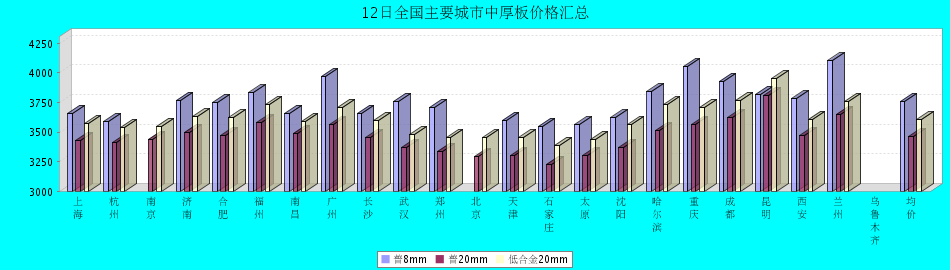 12日全国主要城市中厚板价格汇总
4250
4000
3750
3500
3250
3000
上海 杭州 南京 济南 合肥 福州 南昌 广州 长沙 武汉 郑州 北京 天津 石家庄 太原 沈阳 哈尔滨 重庆 成都 昆明 西安 兰州 乌鲁木齐 均价
普8mm 普20mm 低合金20mm